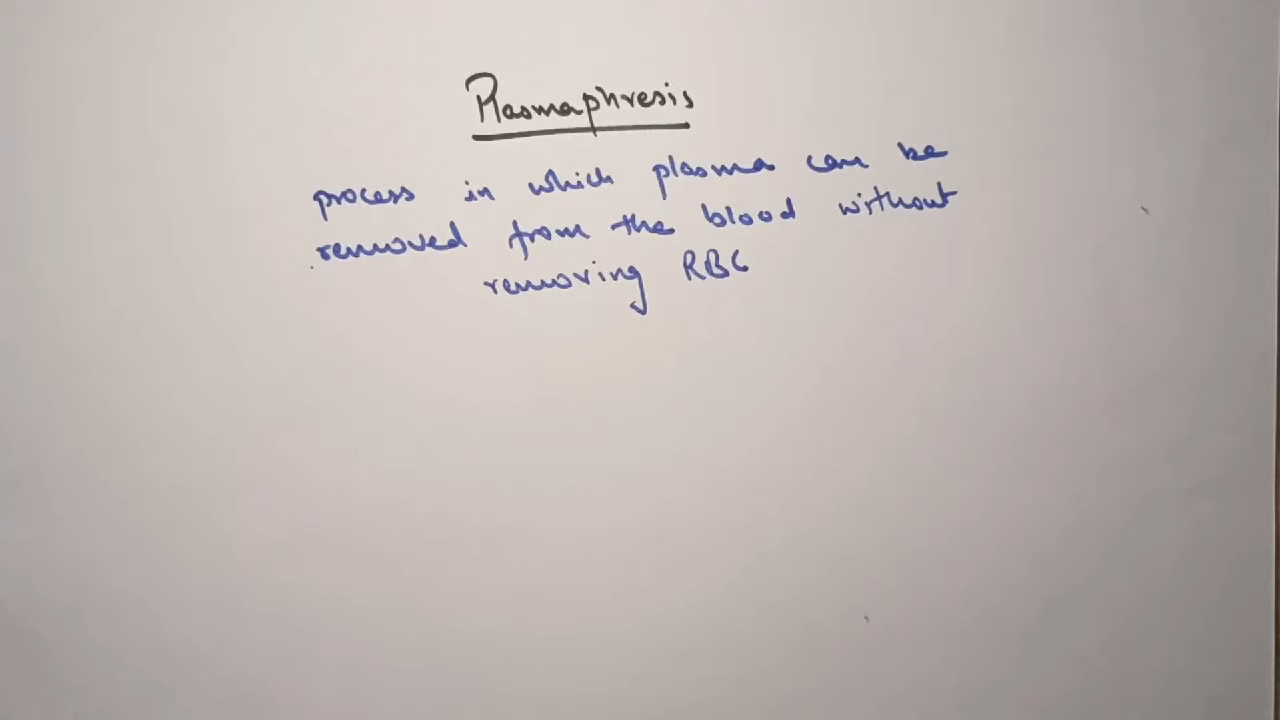 Plasmaphresis
process in which plasma can be
removed from the blood without
removing RBC